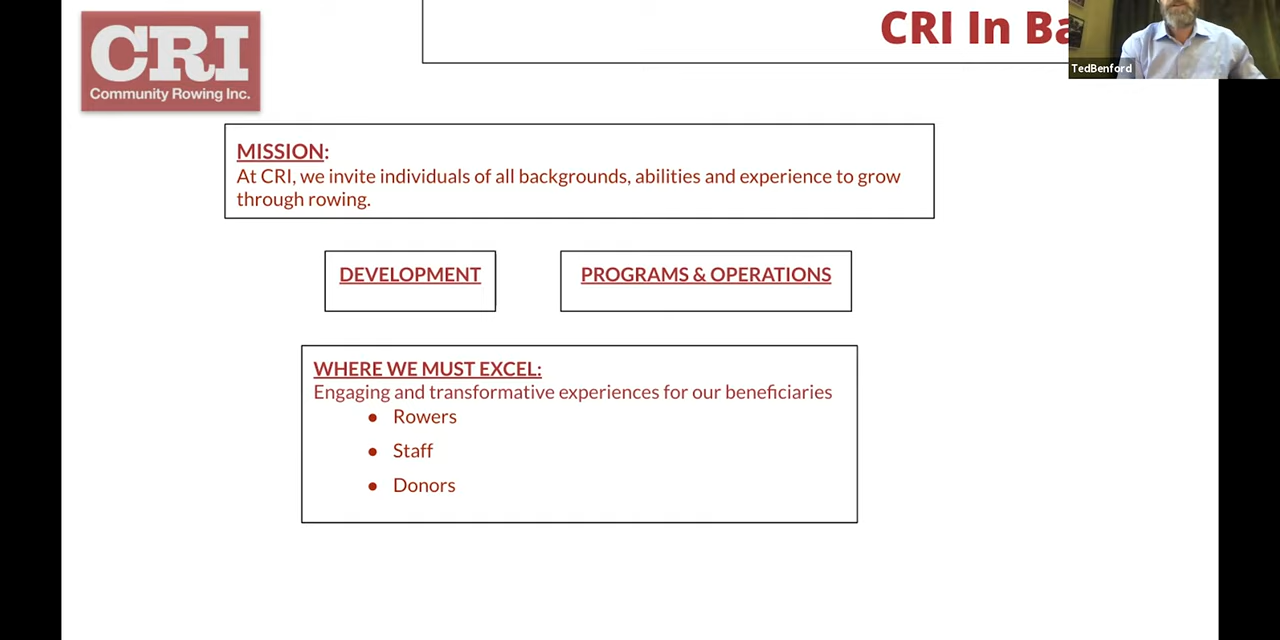 CRI
Community Rowing Inc.
CRI In Ba
TedBenford
MISSION:
At CRI, we invite individuals of all backgrounds, abilities and experience to grow
through rowing.
DEVELOPMENT
PROGRAMS & OPERATIONS
WHERE WE MUST EXCEL:
Engaging and transformative experiences for our beneficiaries
● Rowers
● Staff
● Donors